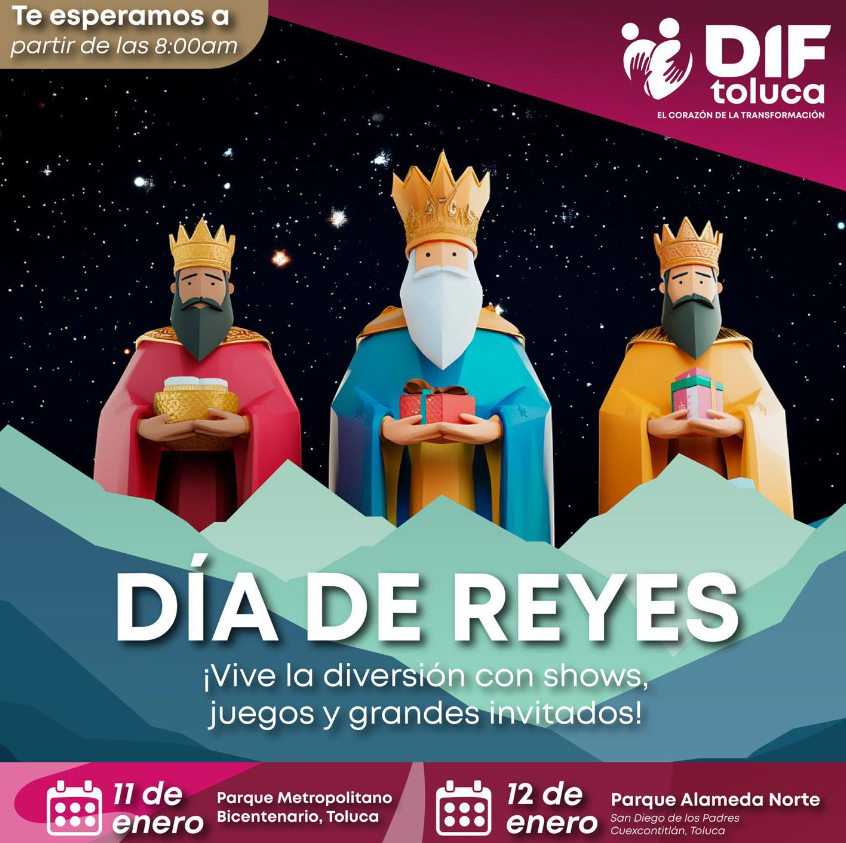 Te esperamos a
partir de las 8:00am
DIF
toluca
EL CORAZÓN DE LA TRANSFORMACIÓN
DÍA DE REYES
¡Vive la diversión con shows,
juegos y grandes invitados!
11 de
enero
Parque Metropolitano
Bicentenario, Toluca
12 de
enero
Parque Alameda Norte
San Diego de los Padres
Cuexcontitlán, Toluca